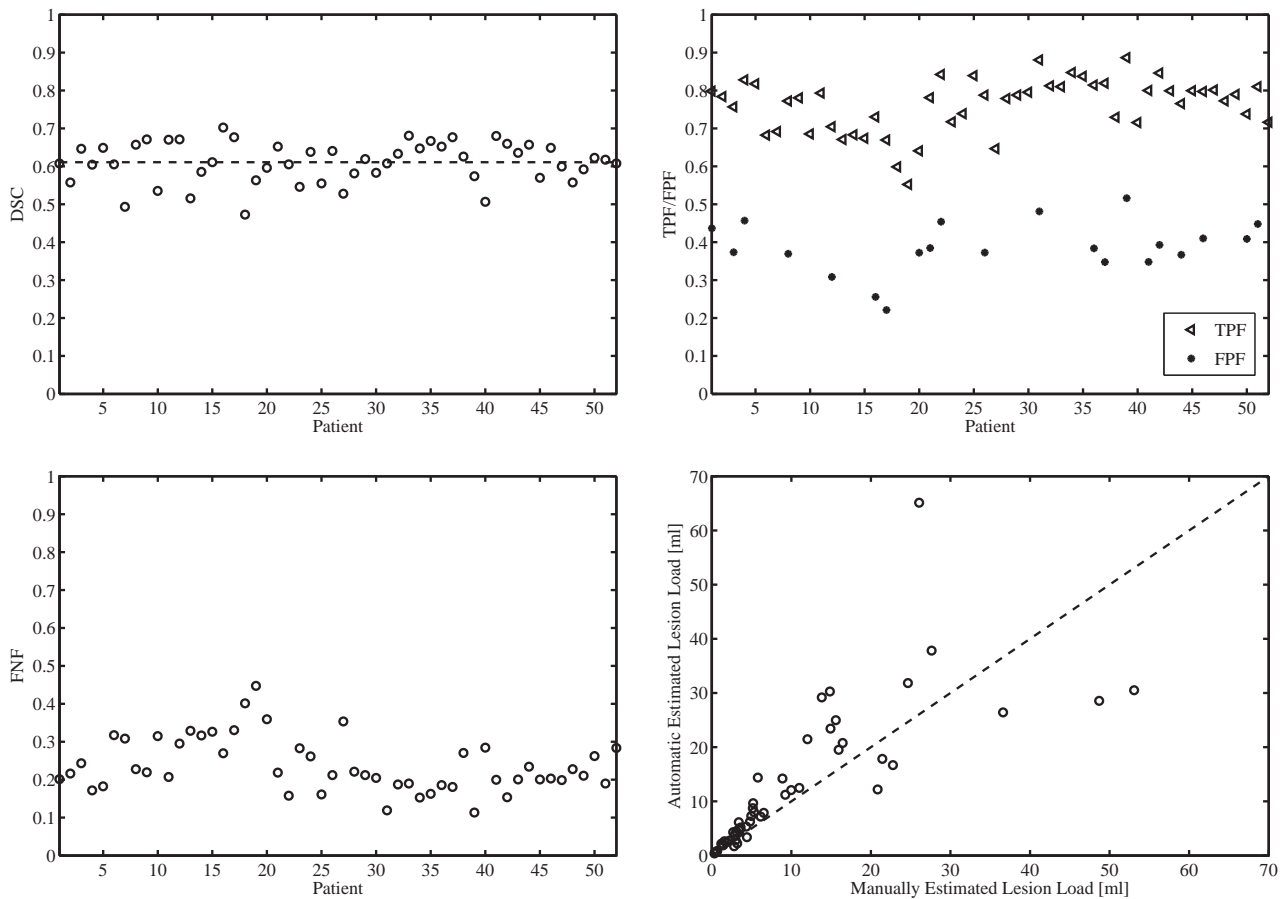 1
0.9
0.8
0.7
0.6
0.5
0.4
0.3
0.2
0.1
0
DSC
5 10 15 20 25 30 35 40 45 50
Patient
1
0.9
0.8
0.7
0.6
0.5
0.4
0.3
0.2
0.1
0
TPF/FPF
TPF
FPF
5 10 15 20 25 30 35 40 45 50
Patient
1
0.9
0.8
0.7
0.6
0.5
0.4
0.3
0.2
0.1
0
FNF
5 10 15 20 25 30 35 40 45 50
Patient
70
60
50
40
30
20
10
0
Automatic Estimated Lesion Load [ml]
0 10 20 30 40 50 60 70
Manually Estimated Lesion Load [ml]